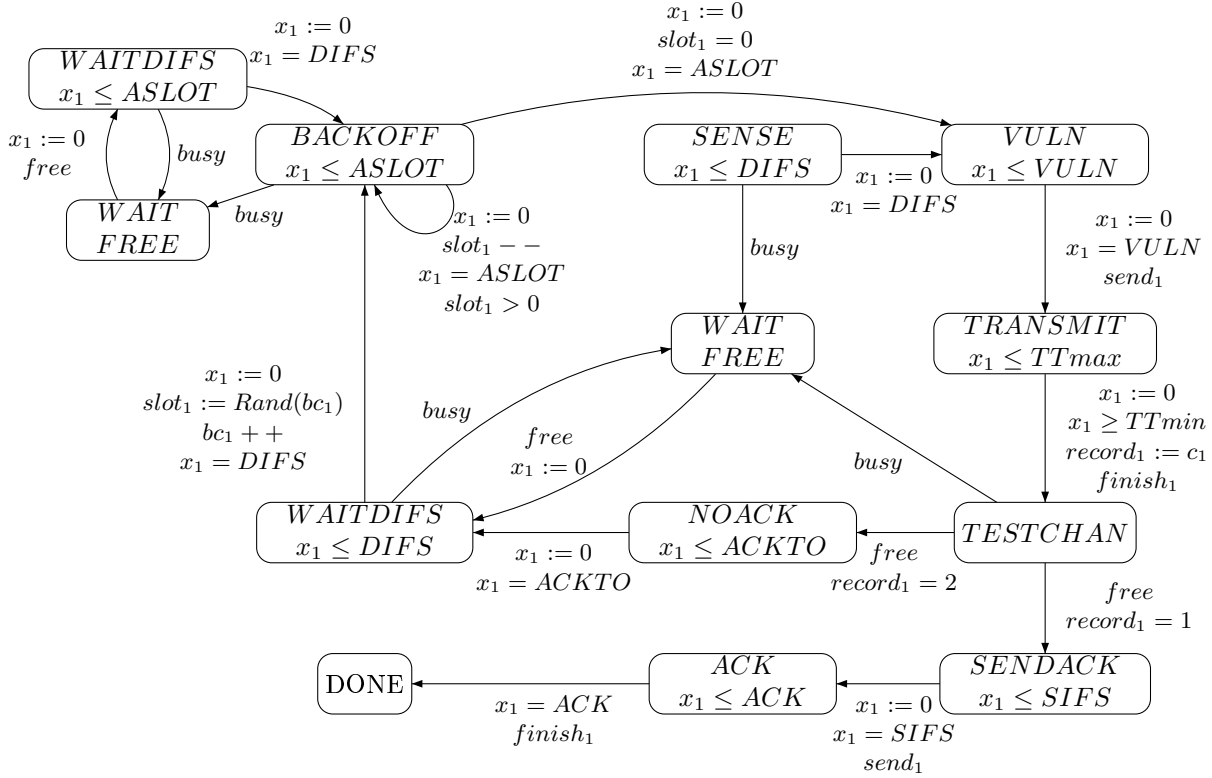 x₁ := 0
slot₁ = 0
x₁ = ASLOT
x₁ := 0
x₁ = DIFS
WAITDIFS
x₁ ≤ ASLOT
x₁ := 0
free
busy
BACKOFF
x₁ ≤ ASLOT
SENSE
x₁ ≤ DIFS
VULN
x₁ ≤ VULN
x₁ := 0
x₁ = DIFS
WAIT
FREE
busy
x₁ := 0
slot₁ − −
x₁ = ASLOT
slot₁ > 0
busy
x₁ := 0
x₁ = VULN
send₁
WAIT
FREE
TRANSMIT
x₁ ≤ TTmax
x₁ := 0
slot₁ := Rand(bc₁)
bc₁ + +
x₁ = DIFS
busy
free
x₁ := 0
busy
x₁ := 0
x₁ ≥ TTmin
record₁ := c₁
finish₁
WAITDIFS
x₁ ≤ DIFS
x₁ := 0
x₁ = ACKTO
NOACK
x₁ ≤ ACKTO
free
record₁ = 2
TESTCHAN
free
record₁ = 1
DONE
x₁ = ACK
finish₁
ACK
x₁ ≤ ACK
x₁ := 0
x₁ = SIFS
send₁
SENDACK
x₁ ≤ SIFS